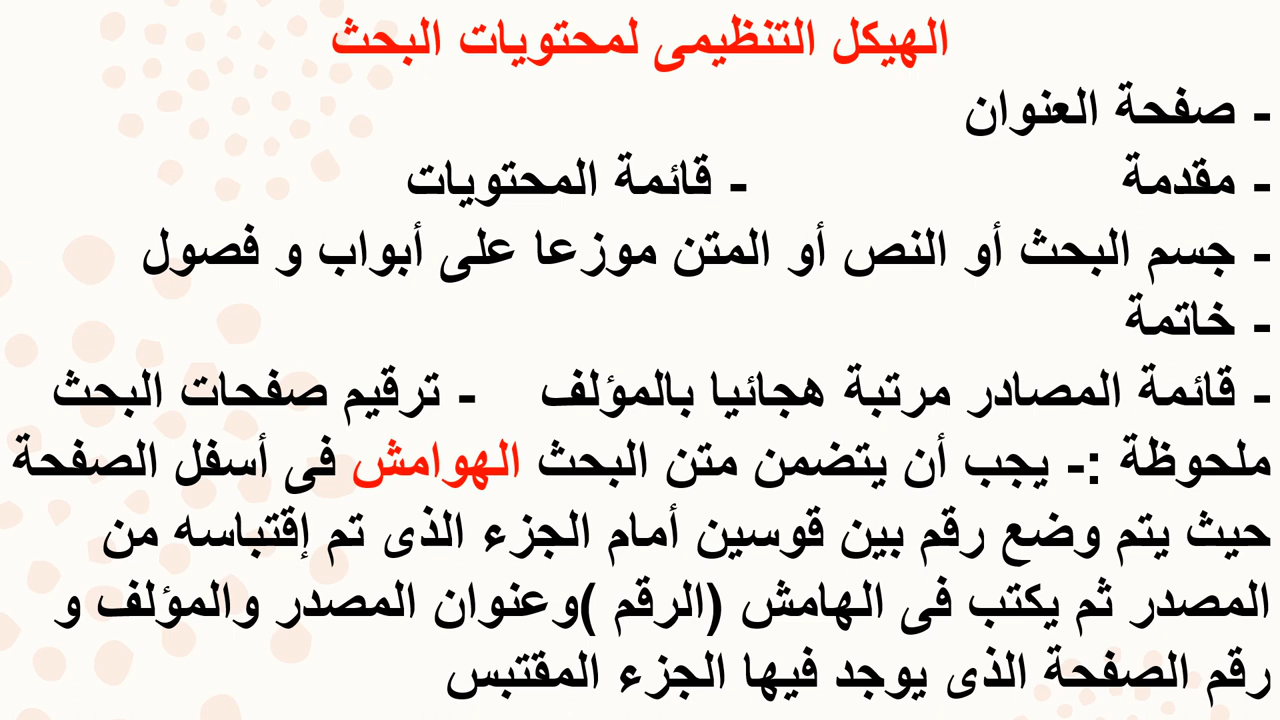 الهيكل التنظيمى لمحتويات البحث
- صفحة العنوان
- مقدمة - قائمة المحتويات
- جسم البحث أو النص أو المتن موزعا على أبواب و فصول
- خاتمة
- قائمة المصادر مرتبة هجائيا بالمؤلف - ترقيم صفحات البحث
ملحوظة :- يجب أن يتضمن متن البحث الهوامش فى أسفل الصفحة
حيث يتم وضع رقم بين قوسين أمام الجزء الذى تم إقتباسه من
المصدر ثم يكتب فى الهامش (الرقم )وعنوان المصدر والمؤلف و
رقم الصفحة الذى يوجد فيها الجزء المقتبس